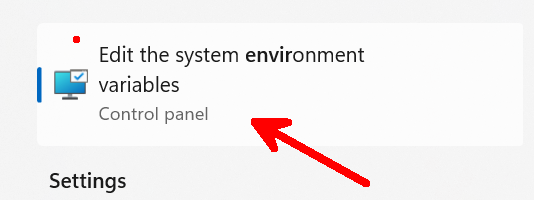 Edit the system environment
variables
Control panel
Settings